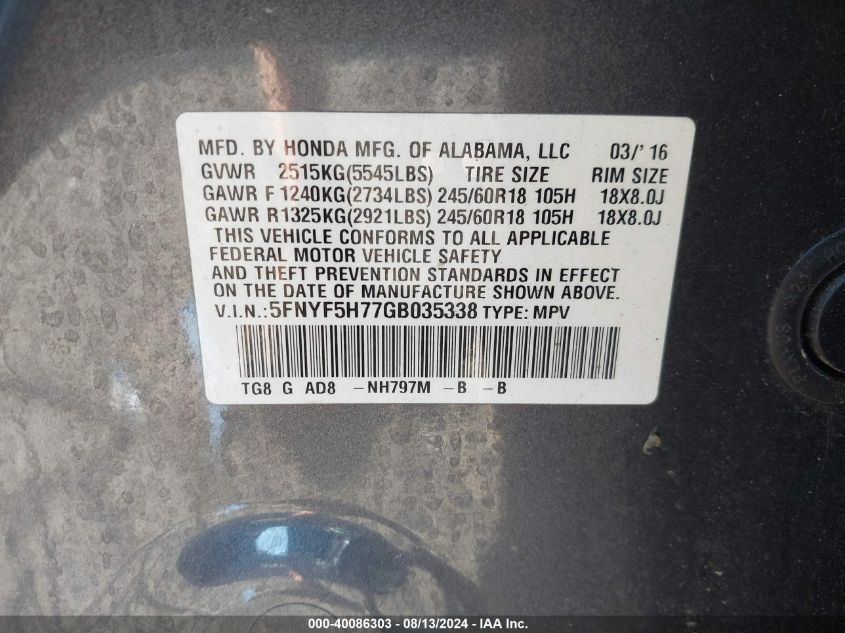 MFD. BY HONDA MFG. OF ALABAMA, LLC 03/' 16
GVWR 2515KG(5545LBS) TIRE SIZE RIM SIZE
GAWR F 1240KG(2734LBS) 245/60R18 105H 18X8.0J
GAWR R1325KG(2921LBS) 245/60R18 105H 18X8.0J
THIS VEHICLE CONFORMS TO ALL APPLICABLE
FEDERAL MOTOR VEHICLE SAFETY
AND THEFT PREVENTION STANDARDS IN EFFECT
ON THE DATE OF MANUFACTURE SHOWN ABOVE.
V.I.N.:5FNYF5H77GB035338 TYPE: MPV
TG8 G AD8 -NH797M -B -B
000-40086303 - 08/13/2024 - IAA Inc.